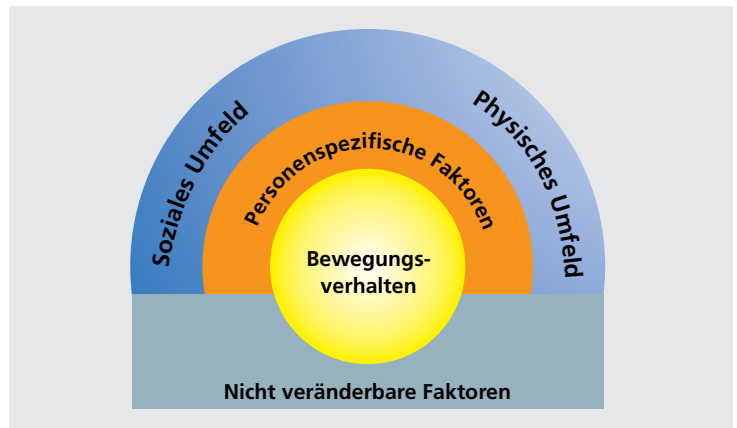 Soziales Umfeld
Physisches Umfeld
Personenspezifische Faktoren
Bewegungs-
verhalten
Nicht veränderbare Faktoren